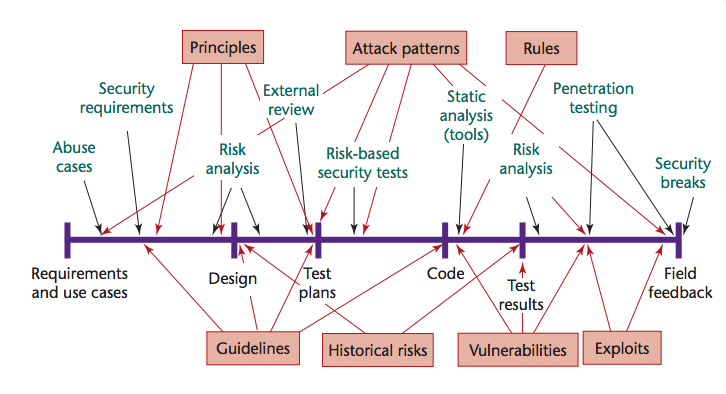 Principles
Attack patterns
Rules
Security
requirements
External
review
Static
analysis
(tools)
Penetration
testing
Abuse
cases
Risk
analysis
Risk-based
security tests
Risk
analysis
Security
breaks
Requirements
and use cases
Design
Test
plans
Code
Test
results
Field
feedback
Guidelines
Historical risks
Vulnerabilities
Exploits